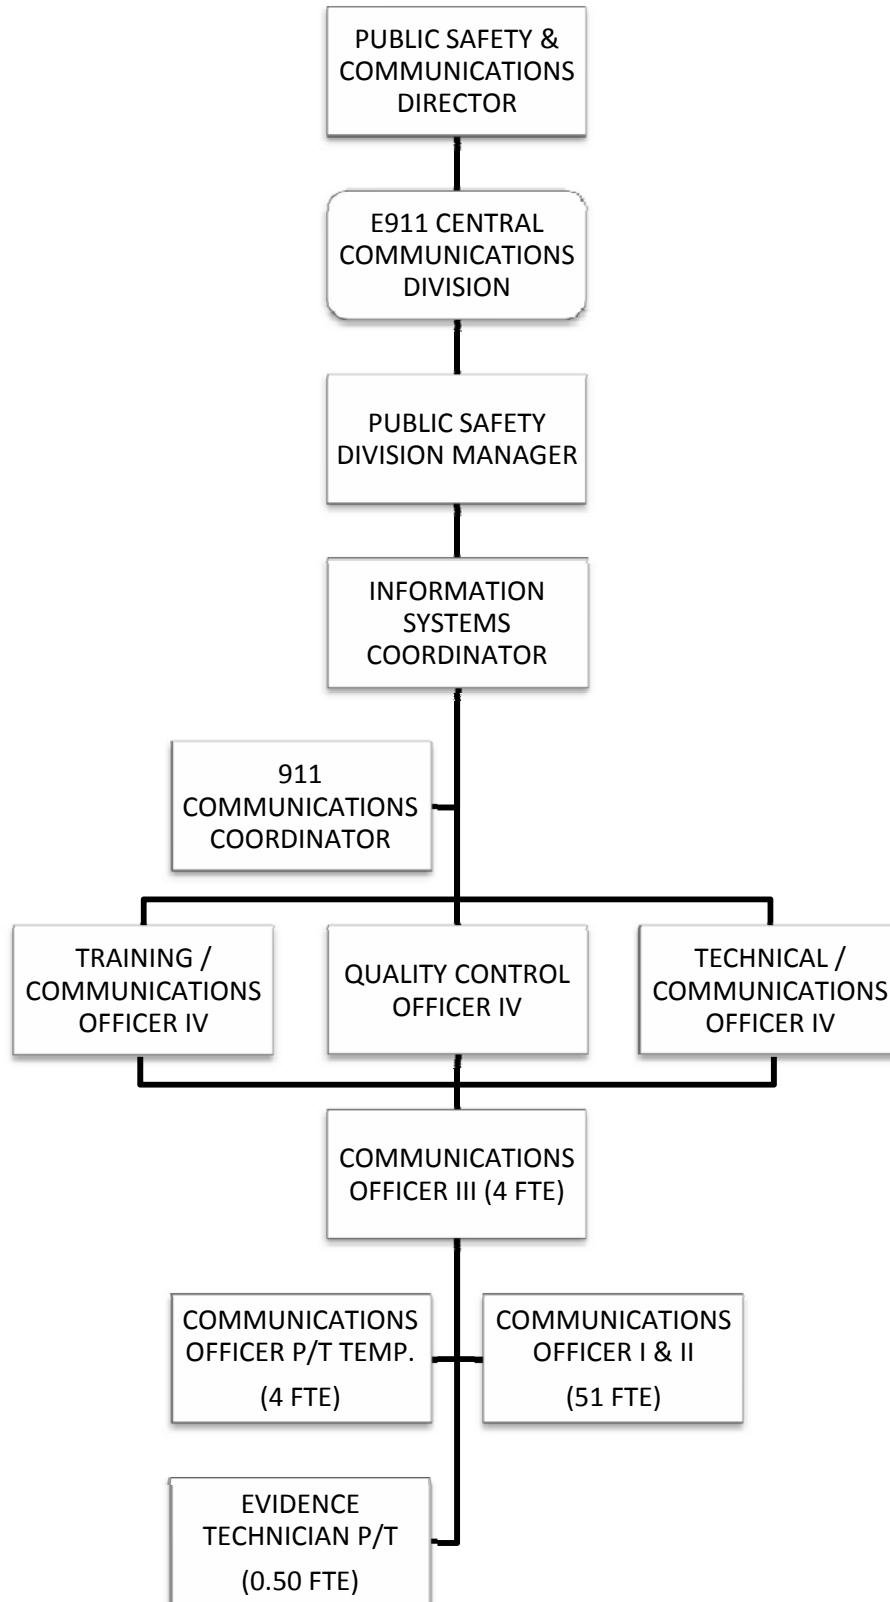 PUBLIC SAFETY &
COMMUNICATIONS
DIRECTOR
E911 CENTRAL
COMMUNICATIONS
DIVISION
PUBLIC SAFETY
DIVISION MANAGER
INFORMATION
SYSTEMS
COORDINATOR
911
COMMUNICATIONS
COORDINATOR
TRAINING /
COMMUNICATIONS
OFFICER IV
QUALITY CONTROL
OFFICER IV
TECHNICAL /
COMMUNICATIONS
OFFICER IV
COMMUNICATIONS
OFFICER III (4 FTE)
COMMUNICATIONS
OFFICER P/T TEMP.
(4 FTE)
COMMUNICATIONS
OFFICER I & II
(51 FTE)
EVIDENCE
TECHNICIAN P/T
(0.50 FTE)